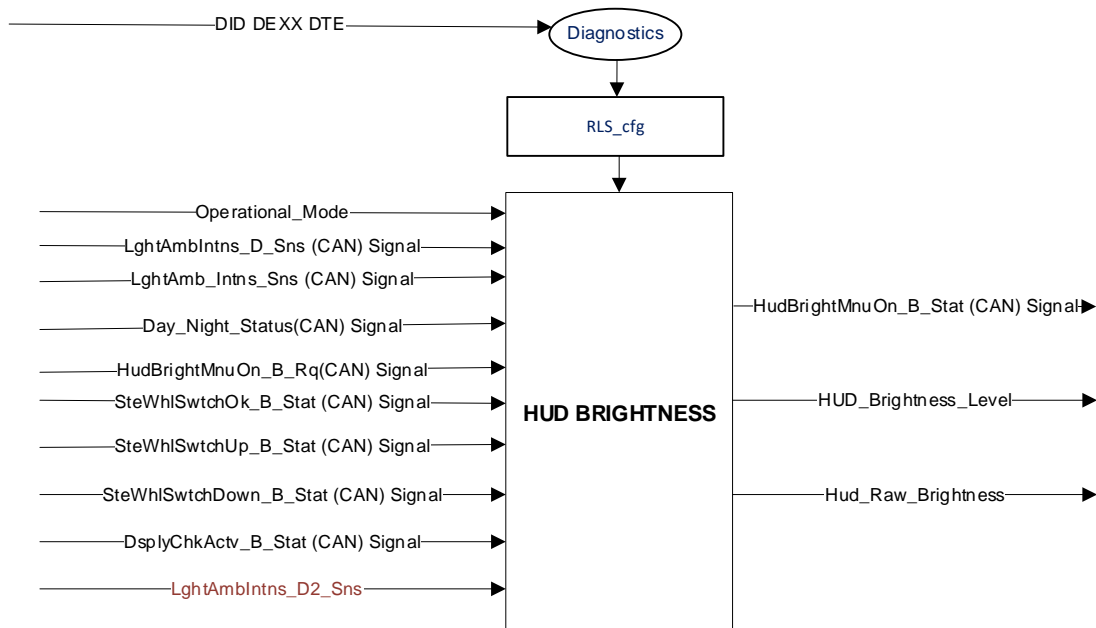 DID DEXX DTE
Diagnostics
RLS_cfg
Operational_Mode
LghtAmbIntns_D_Sns (CAN) Signal
LghtAmb_Intns_Sns (CAN) Signal
Day_Night_Status(CAN) Signal
HudBrightMnuOn_B_Rq(CAN) Signal
SteWhlSwtchOk_B_Stat (CAN) Signal
SteWhlSwtchUp_B_Stat (CAN) Signal
SteWhlSwtchDown_B_Stat (CAN) Signal
DsplyChkActv_B_Stat (CAN) Signal
LghtAmbIntns_D2_Sns
HUD BRIGHTNESS
HudBrightMnuOn_B_Stat (CAN) Signal
HUD_Brightness_Level
Hud_Raw_Brightness